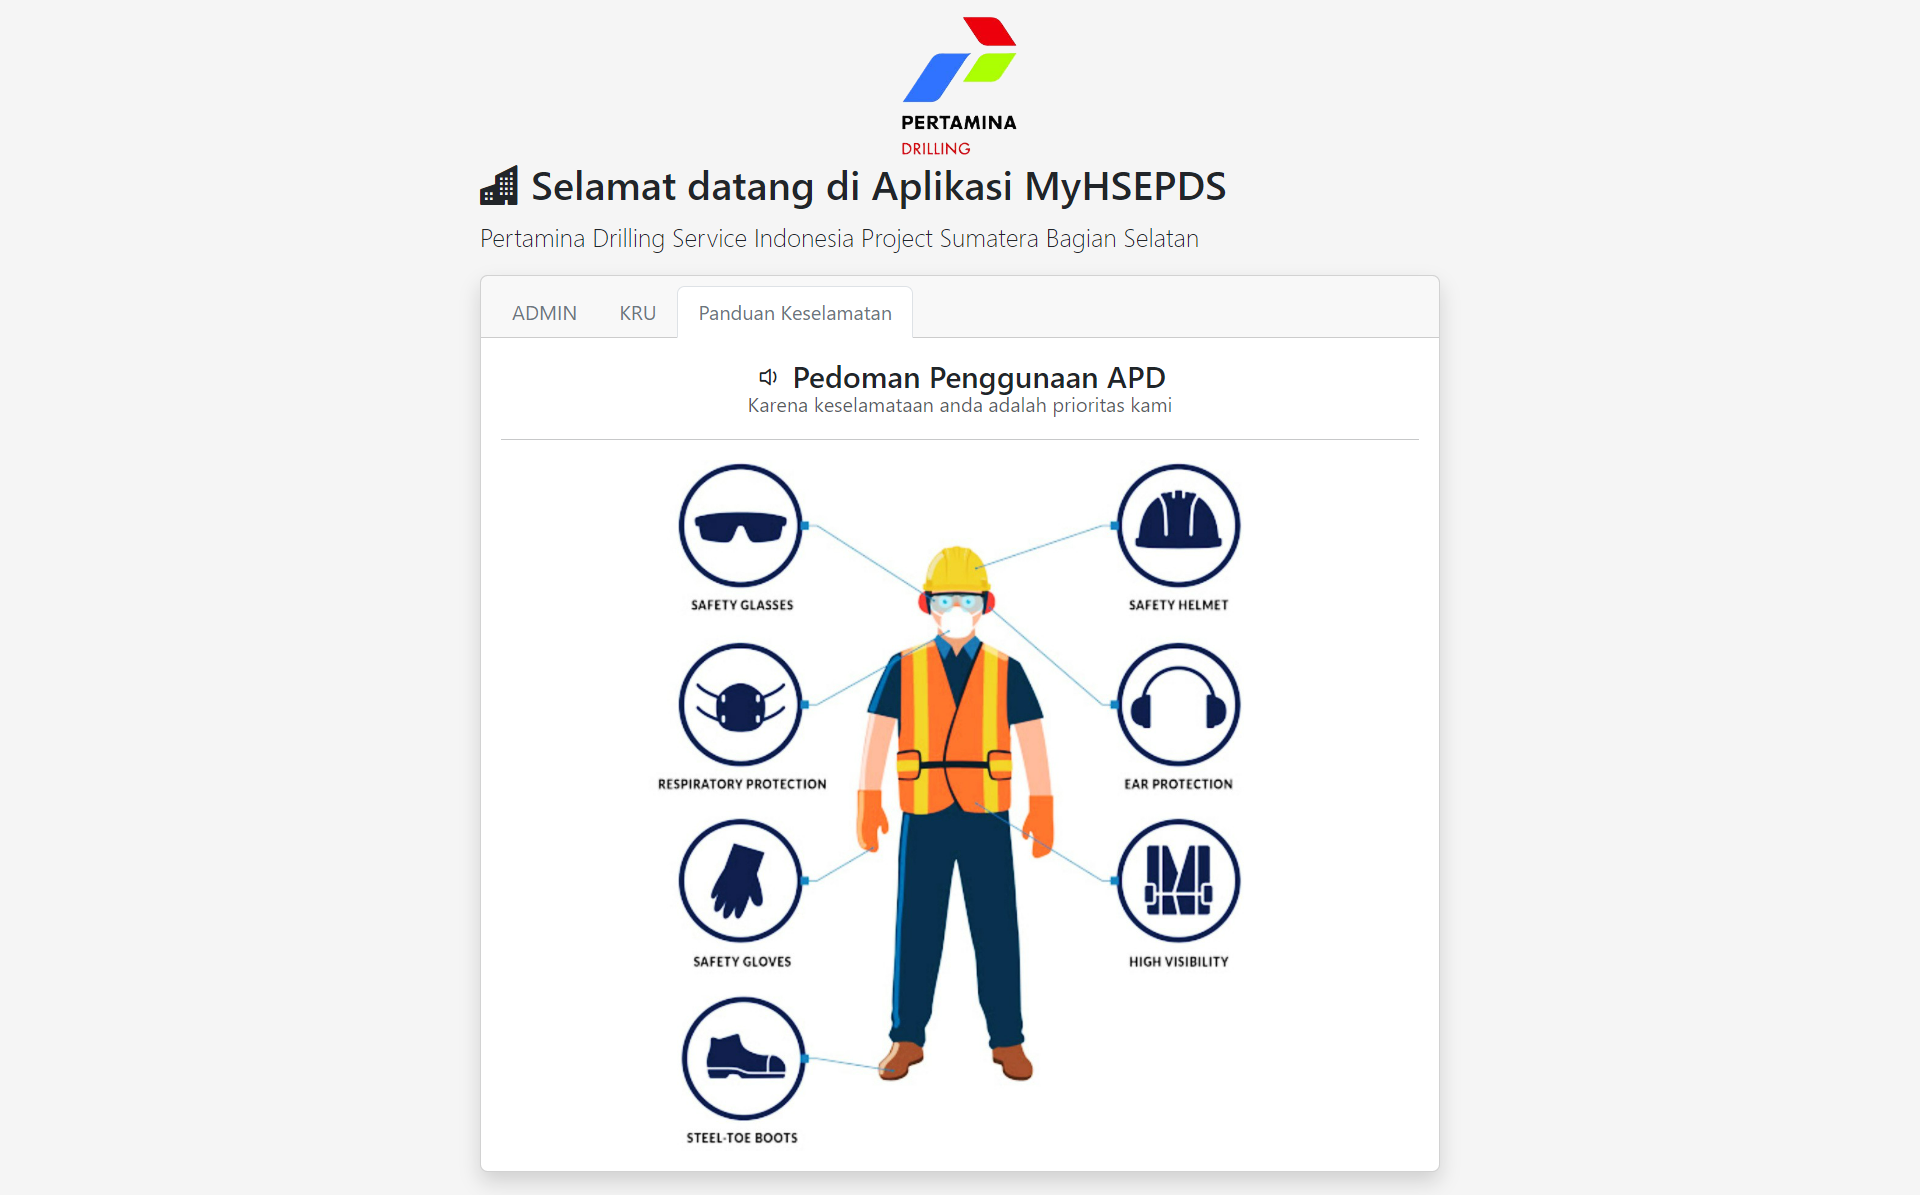 PERTAMINA
DRILLING
Selamat datang di Aplikasi MyHSEPDS
Pertamina Drilling Service Indonesia Project Sumatera Bagian Selatan
ADMIN
KRU
Panduan Keselamatan
Pedoman Penggunaan APD
Karena keselamataan anda adalah prioritas kami
SAFETY GLASSES
SAFETY HELMET
RESPIRATORY PROTECTION
EAR PROTECTION
SAFETY GLOVES
HIGH VISIBILITY
STEEL-TOE BOOTS